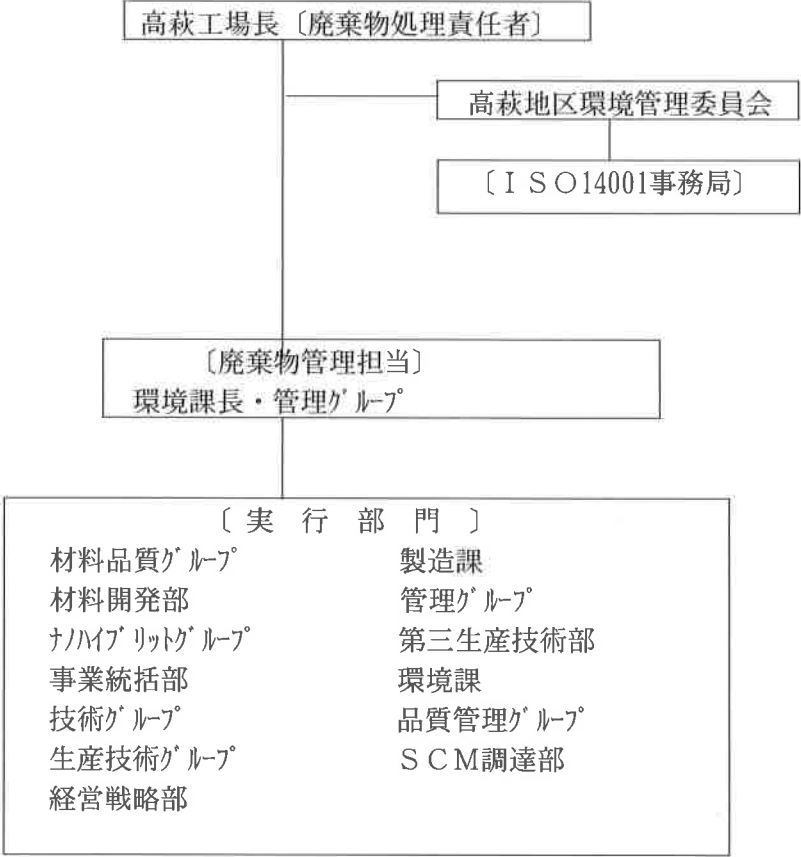 高萩工場長〔廃棄物処理責任者〕
高萩地区環境管理委員会
〔ＩＳＯ14001事務局〕
〔廃棄物管理担当〕
環境課長・管理ｸﾞﾙｰﾌﾟ
〔実行部門〕
材料品質ｸﾞﾙｰﾌﾟ 製造課
材料開発部 管理ｸﾞﾙｰﾌﾟ
ﾅﾉﾊｲﾌﾞﾘｯﾄｸﾞﾙｰﾌﾟ 第三生産技術部
事業統括部 環境課
技術ｸﾞﾙｰﾌﾟ 品質管理ｸﾞﾙｰﾌﾟ
生産技術ｸﾞﾙｰﾌﾟ ＳＣＭ調達部
経営戦略部